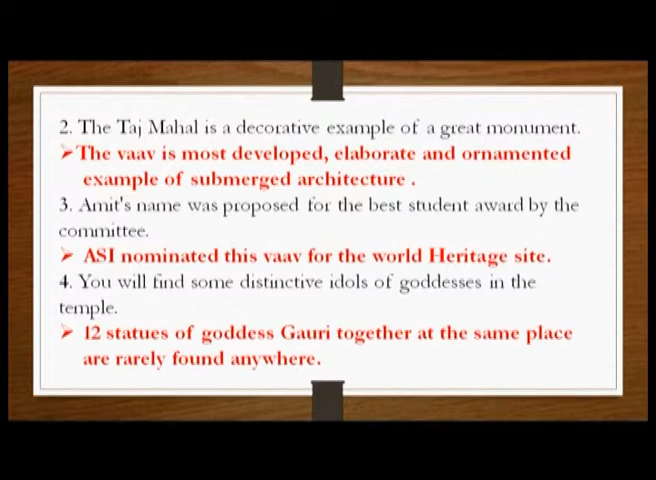 2. The Taj Mahal is a decorative example of a great monument.
➢The vaav is most developed, elaborate and ornamented
example of submerged architecture .
3. Amit's name was proposed for the best student award by the
committee.
➢ ASI nominated this vaav for the world Heritage site.
4. You will find some distinctive idols of goddesses in the
temple.
➢ 12 statues of goddess Gauri together at the same place
are rarely found anywhere.